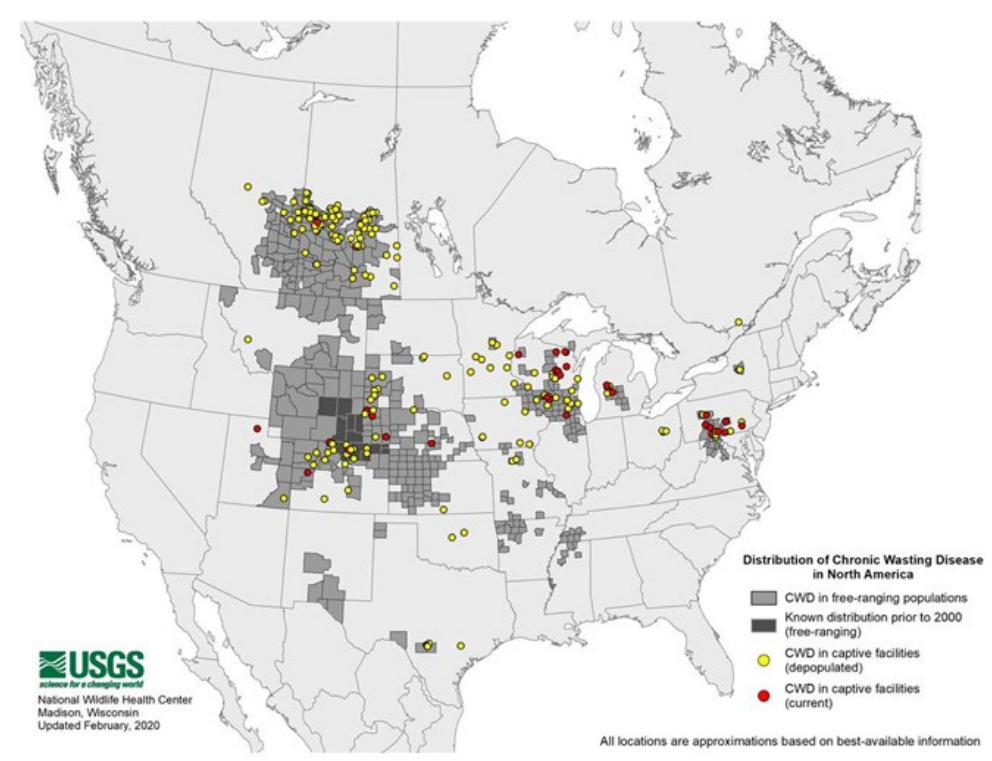 Distribution of Chronic Wasting Disease
in North America
CWD in free-ranging populations
Known distribution prior to 2000
(free-ranging)
CWD in captive facilities
(depopulated)
CWD in captive facilities
(current)
USGS
science for a changing world
National Wildlife Health Center
Madison, Wisconsin
Updated February, 2020
All locations are approximations based on best-available information